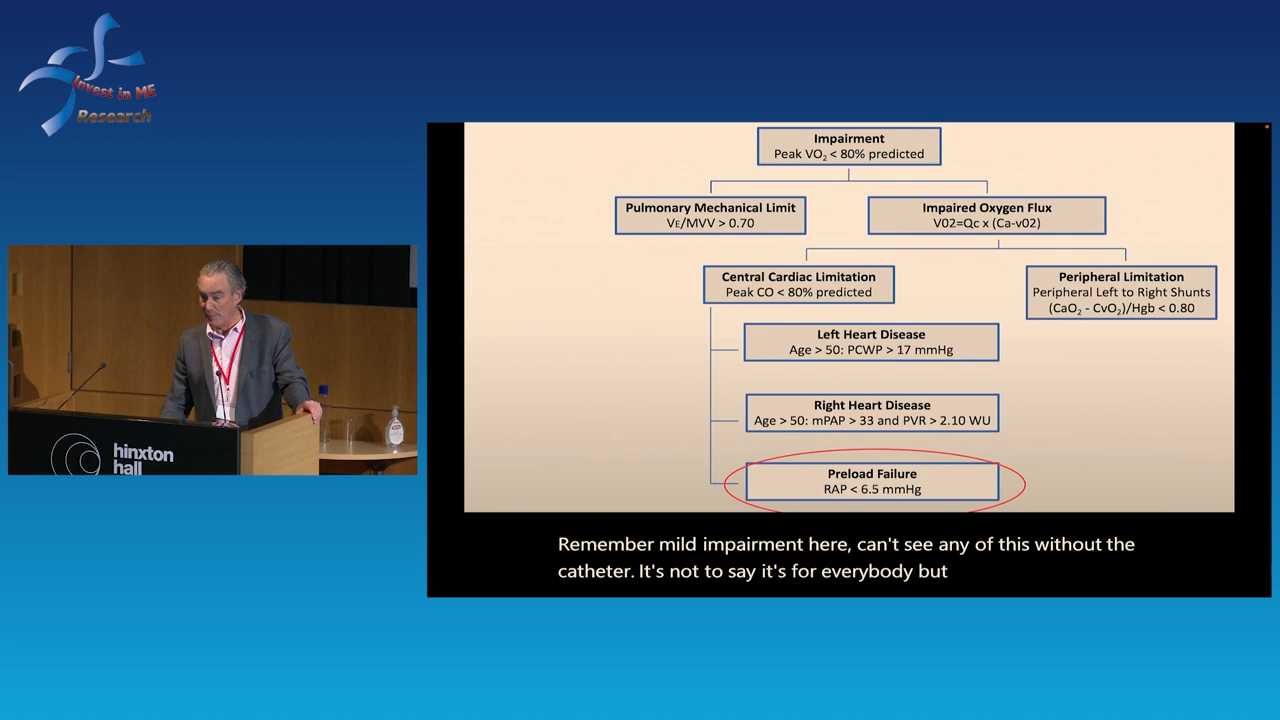 Invest in ME
Research
hinxton
hall
Impairment
Peak VO₂ < 80% predicted
Pulmonary Mechanical Limit
VE/MVV > 0.70
Impaired Oxygen Flux
V02=Qc x (Ca-v02)
Central Cardiac Limitation
Peak CO < 80% predicted
Peripheral Limitation
Peripheral Left to Right Shunts
(CaO₂ - CvO₂)/Hgb < 0.80
Left Heart Disease
Age > 50: PCWP > 17 mmHg
Right Heart Disease
Age > 50: mPAP > 33 and PVR > 2.10 WU
Preload Failure
RAP < 6.5 mmHg
Remember mild impairment here, can't see any of this without the
catheter. It's not to say it's for everybody but